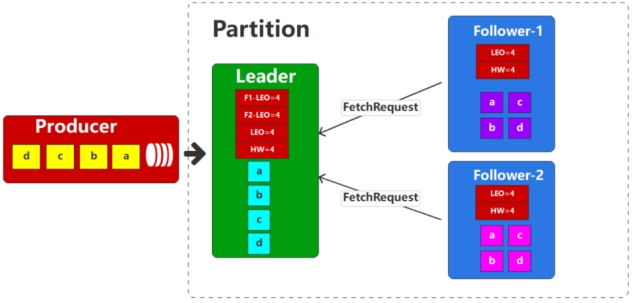 Partition
Producer
d c b a
Leader
F1-LEO=4
F2-LEO=4
LEO=4
HW=4
a
b
c
d
FetchRequest
FetchRequest
Follower-1
LEO=4
HW=4
a c
b d
Follower-2
LEO=4
HW=4
a c
b d